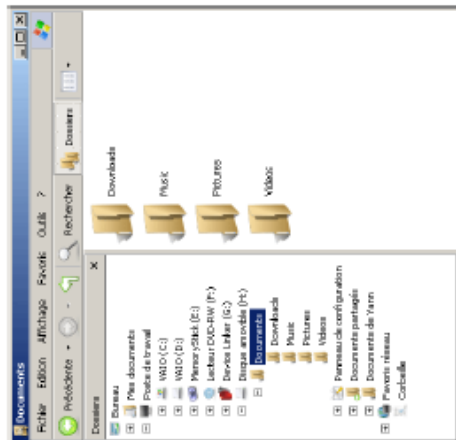 Documents
Fichier Edition Affichage Favoris Outils ?
Précédente Rechercher Dossiers
Dossiers
Bureau
Mes documents
Poste de travail
VAIO (C:)
VAIO (D:)
MemoryStick (E:)
Lecteur DVD-RW (F:)
Device Linker (G:)
Disque amovible (H:)
Documents
Downloads
Music
Pictures
Videos
Panneau de configuration
Documents partagés
Documents de Yann
Favoris réseau
Corbeille
Downloads
Music
Pictures
Videos